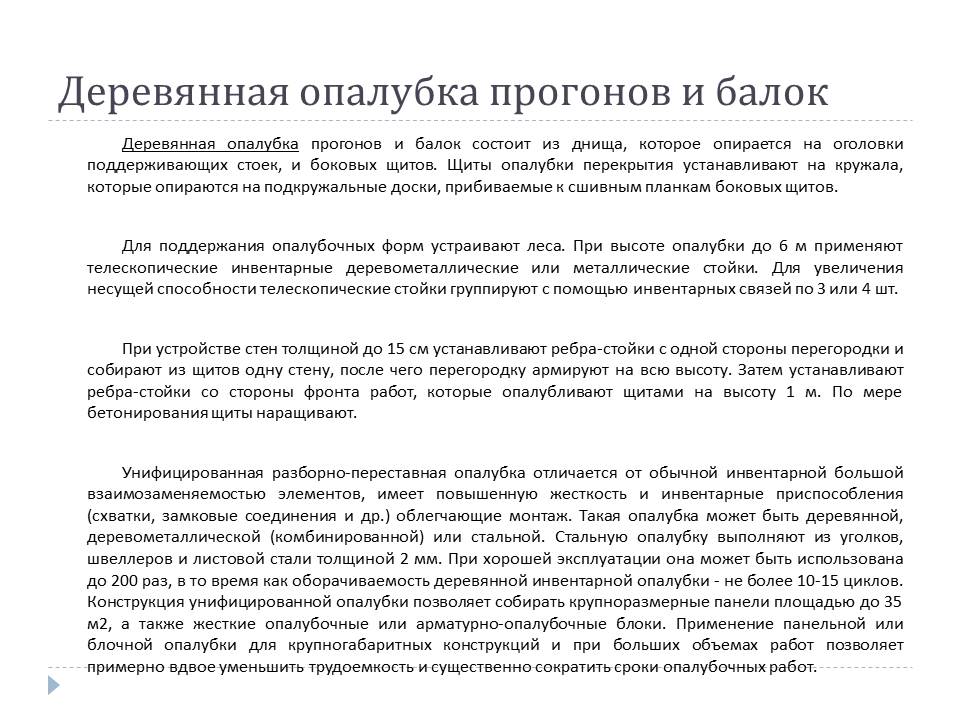 Деревянная опалубка прогонов и балок
Деревянная опалубка прогонов и балок состоит из днища, которое опирается на оголовки
поддерживающих стоек, и боковых щитов. Щиты опалубки перекрытия устанавливают на кружала,
которые опираются на подкружальные доски, прибиваемые к сшивным планкам боковых щитов.
Для поддержания опалубочных форм устраивают леса. При высоте опалубки до 6 м применяют
телескопические инвентарные деревометаллические или металлические стойки. Для увеличения
несущей способности телескопические стойки группируют с помощью инвентарных связей по 3 или 4 шт.
При устройстве стен толщиной до 15 см устанавливают ребра-стойки с одной стороны перегородки и
собирают из щитов одну стену, после чего перегородку армируют на всю высоту. Затем устанавливают
ребра-стойки со стороны фронта работ, которые опалубливают щитами на высоту 1 м. По мере
бетонирования щиты наращивают.
Унифицированная разборно-переставная опалубка отличается от обычной инвентарной большой
взаимозаменяемостью элементов, имеет повышенную жесткость и инвентарные приспособления
(схватки, замковые соединения и др.) облегчающие монтаж. Такая опалубка может быть деревянной,
деревометаллической (комбинированной) или стальной. Стальную опалубку выполняют из уголков,
швеллеров и листовой стали толщиной 2 мм. При хорошей эксплуатации она может быть использована
до 200 раз, в то время как оборачиваемость деревянной инвентарной опалубки - не более 10-15 циклов.
Конструкция унифицированной опалубки позволяет собирать крупноразмерные панели площадью до 35
м2, а также жесткие опалубочные или арматурно-опалубочные блоки. Применение панельной или
блочной опалубки для крупногабаритных конструкций и при больших объемах работ позволяет
примерно вдвое уменьшить трудоемкость и существенно сократить сроки опалубочных работ.